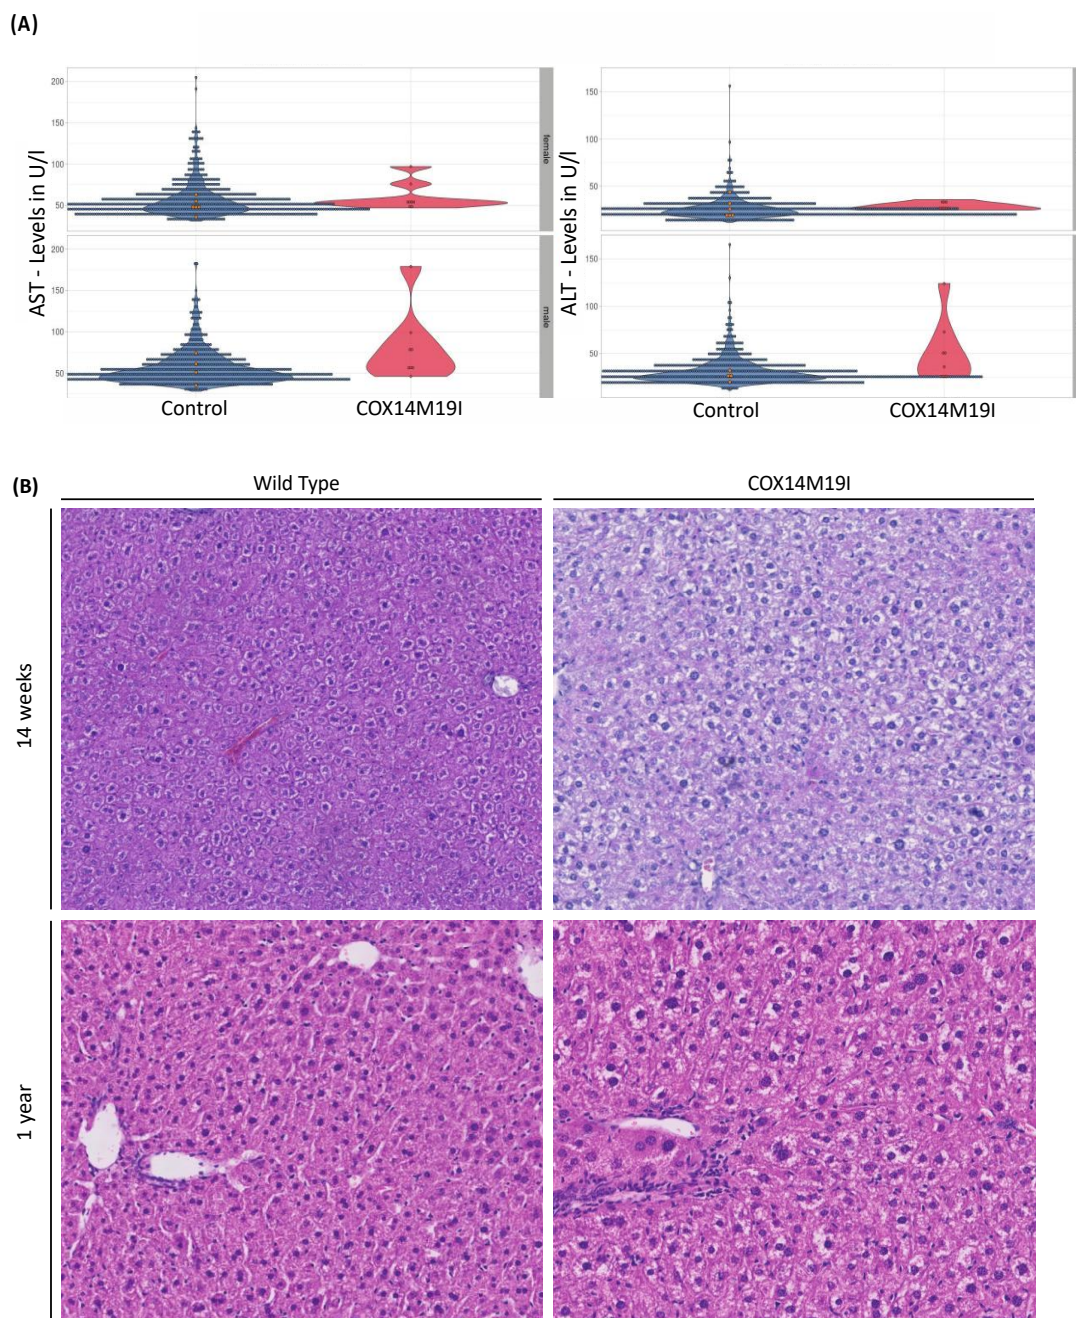 (A)
AST - Levels in U/l
200
150
100
50
female
200
150
100
50
male
Control
COX14M19I
ALT - Levels in U/l
150
100
50
150
100
50
Control
COX14M19I
(B)
Wild Type
COX14M19I
14 weeks
1 year